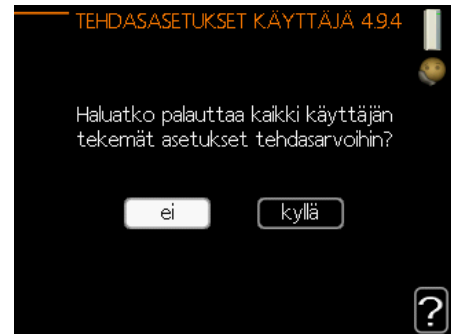 TEHDASASETUKSET KÄYTTÄJÄ 4.9.4
Haluatko palauttaa kaikki käyttäjän
tekemät asetukset tehdasarvoihin?
ei kyllä
?